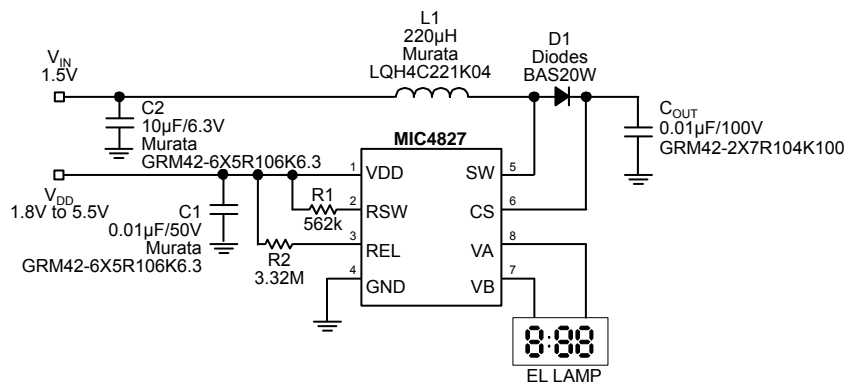 L1
220µH
Murata
LQH4C221K04
D1
Diodes
BAS20W
VIN
1.5V
C2
10µF/6.3V
Murata
GRM42-6X5R106K6.3
COUT
0.01µF/100V
GRM42-2X7R104K100
MIC4827
1
VDD
SW
5
VDD
1.8V to 5.5V
R1
562k
2
RSW
CS
6
C1
0.01µF/50V
Murata
GRM42-6X5R106K6.3
R2
3.32M
3
REL
VA
8
4
GND
VB
7
8:88
EL LAMP